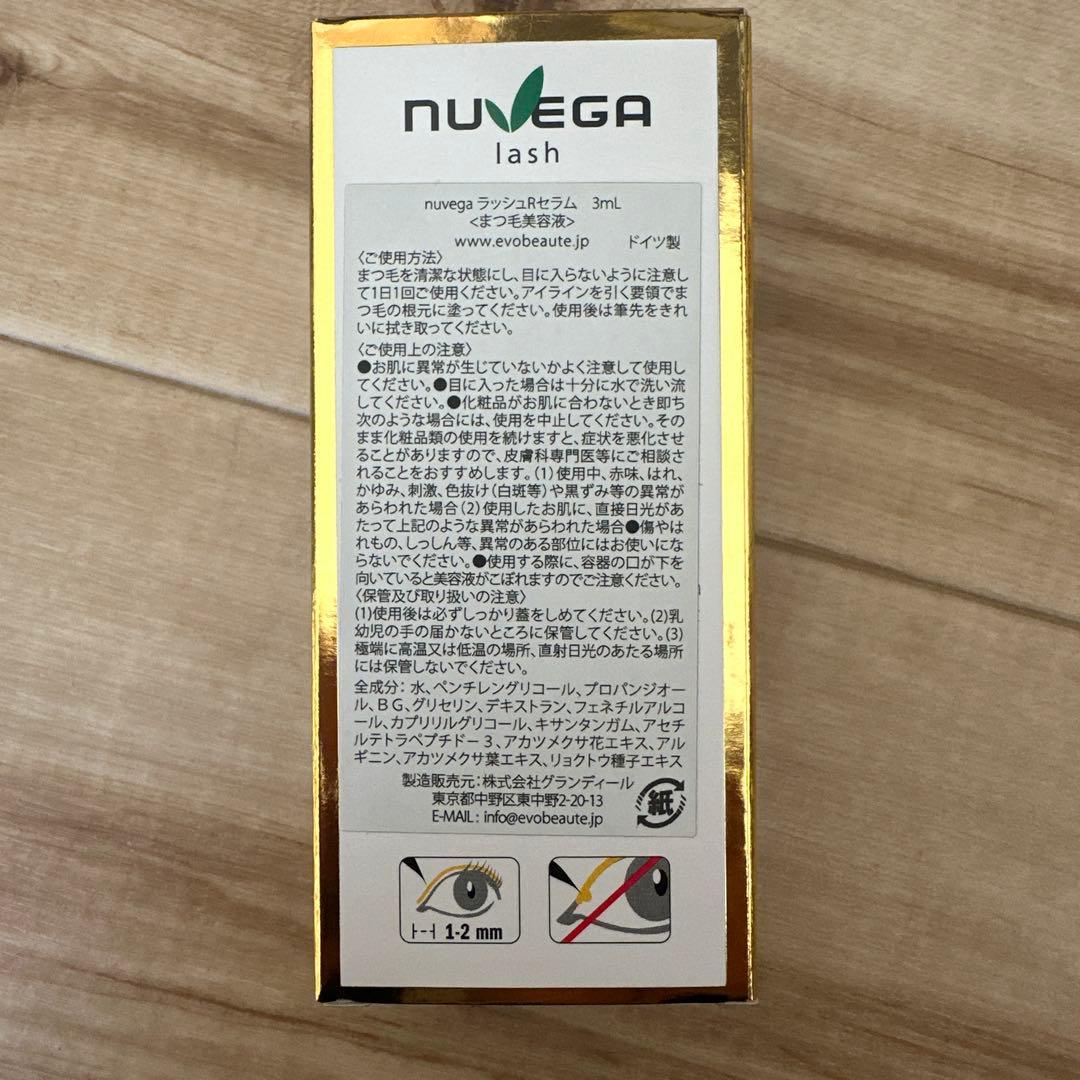 nuVEGA
lash
nuvega ラッシュRセラム 3mL
<まつ毛美容液>
www.evobeaute.jp ドイツ製
〈ご使用方法〉
まつ毛を清潔な状態にし、目に入らないように注意し
て1日1回ご使用ください。アイラインを引く要領でま
つ毛の根元に塗ってください。使用後は筆先をきれ
いに拭き取ってください。
〈ご使用上の注意〉
●お肌に異常が生じていないかよく注意して使用し
てください。●目に入った場合は十分に水で洗い流
してください。●化粧品がお肌に合わないとき即ち
次のような場合には、使用を中止してください。その
まま化粧品類の使用を続けますと、症状を悪化させ
ることがありますので、皮膚科専門医等にご相談さ
れることをおすすめします。(1)使用中、赤味、はれ、
かゆみ、刺激、色抜け(白斑等)や黒ずみ等の異常が
あらわれた場合(2)使用したお肌に、直接日光があ
たって上記のような異常があらわれた場合●傷やは
れもの、しっしん等、異常のある部位にはお使いにな
らないでください。●使用する際に、容器の口が下を
向いていると美容液がこぼれますのでご注意ください。
〈保管及び取り扱いの注意〉
(1)使用後は必ずしっかり蓋をしめてください。(2)乳
幼児の手の届かないところに保管してください。(3)
極端に高温又は低温の場所、直射日光のあたる場所
には保管しないでください。
全成分：水、ペンチレングリコール、プロパンジオー
ル、BG、グリセリン、デキストラン、フェネチルアルコ
ール、カプリリルグリコール、キサンタンガム、アセチ
ルテトラペプチド－3、アカツメクサ花エキス、アル
ギニン、アカツメクサ葉エキス、リョクトウ種子エキス
製造販売元：株式会社グランディール
東京都中野区東中野2-20-13
E-MAIL：info@evobeaute.jp
紙
1-2 mm